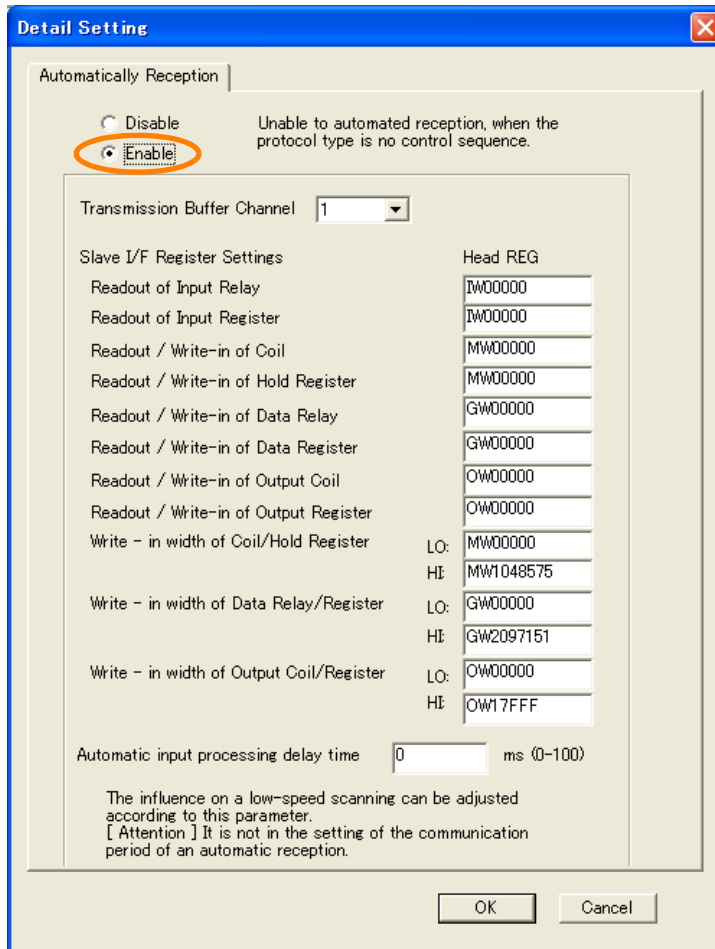 Detail Setting
Automatically Reception
Disable
Unable to automated reception, when the
protocol type is no control sequence.
Enable
Transmission Buffer Channel 1
Slave I/F Register Settings Head REG
Readout of Input Relay IW00000
Readout of Input Register IW00000
Readout / Write-in of Coil MW00000
Readout / Write-in of Hold Register MW00000
Readout / Write-in of Data Relay GW00000
Readout / Write-in of Data Register GW00000
Readout / Write-in of Output Coil OW00000
Readout / Write-in of Output Register OW00000
Write - in width of Coil/Hold Register LO: MW00000
HI: MW1048575
Write - in width of Data Relay/Register LO: GW00000
HI: GW2097151
Write - in width of Output Coil/Register LO: OW00000
HI: OW17FFF
Automatic input processing delay time 0 ms (0-100)
The influence on a low-speed scanning can be adjusted
according to this parameter.
[ Attention ] It is not in the setting of the communication
period of an automatic reception.
OK Cancel